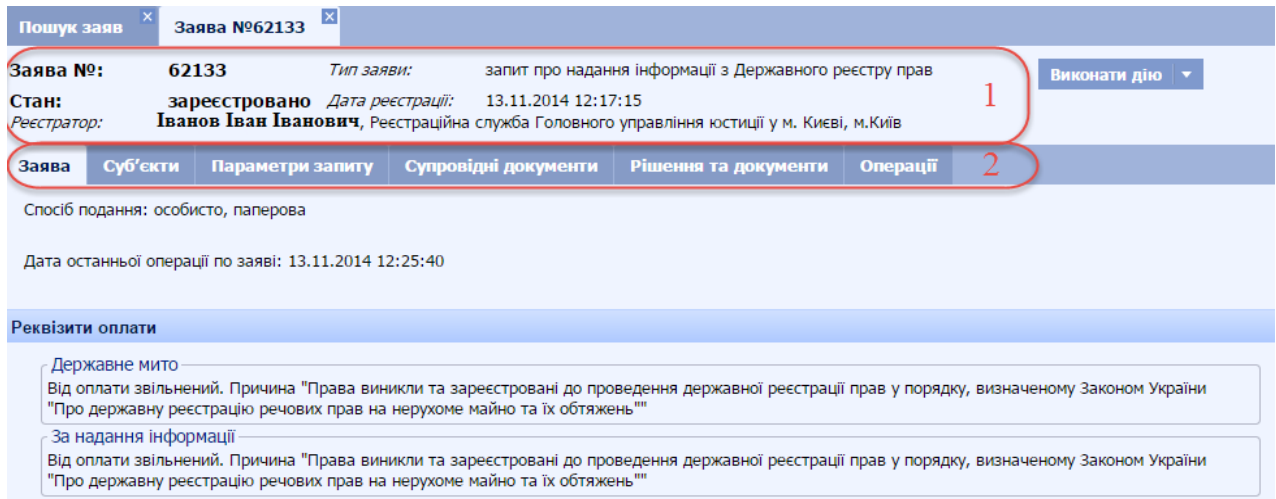 Пошук заяв Заява №62133
Заява №: 62133 Тип заяви: запит про надання інформації з Державного реєстру прав Виконати дію
Стан: зареєстровано Дата реєстрації: 13.11.2014 12:17:15 1
Реєстратор: Іванов Іван Іванович, Реєстраційна служба Головного управління юстиції у м. Києві, м.Київ
Заява Суб'єкти Параметри запиту Супровідні документи Рішення та документи Операції 2
Спосіб подання: особисто, паперова
Дата останньої операції по заяві: 13.11.2014 12:25:40
Реквізити оплати
Державне мито
Від оплати звільнений. Причина "Права виникли та зареєстровані до проведення державної реєстрації прав у порядку, визначеному Законом України
"Про державну реєстрацію речових прав на нерухоме майно та їх обтяжень""
За надання інформації
Від оплати звільнений. Причина "Права виникли та зареєстровані до проведення державної реєстрації прав у порядку, визначеному Законом України
"Про державну реєстрацію речових прав на нерухоме майно та їх обтяжень""